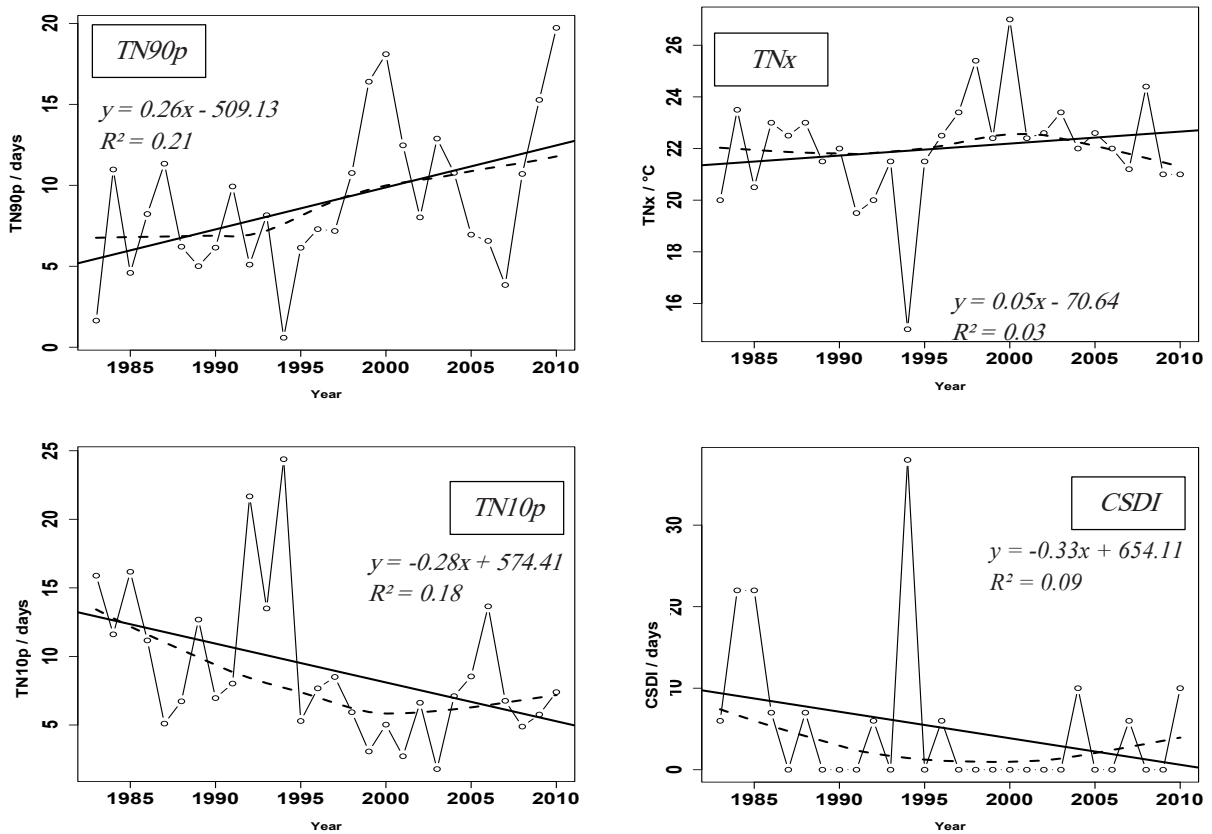 TN90p
y = 0.26x - 509.13
R² = 0.21
TN90p / days
20
15
10
5
0
1985 1990 1995 2000 2005 2010
Year
TNx
y = 0.05x - 70.64
R² = 0.03
TNx / °C
26
24
22
20
18
16
1985 1990 1995 2000 2005 2010
Year
TN10p
y = -0.28x + 574.41
R² = 0.18
TN10p / days
25
20
15
10
5
1985 1990 1995 2000 2005 2010
Year
CSDI
y = -0.33x + 654.11
R² = 0.09
CSDI / days
30
20
10
0
1985 1990 1995 2000 2005 2010
Year